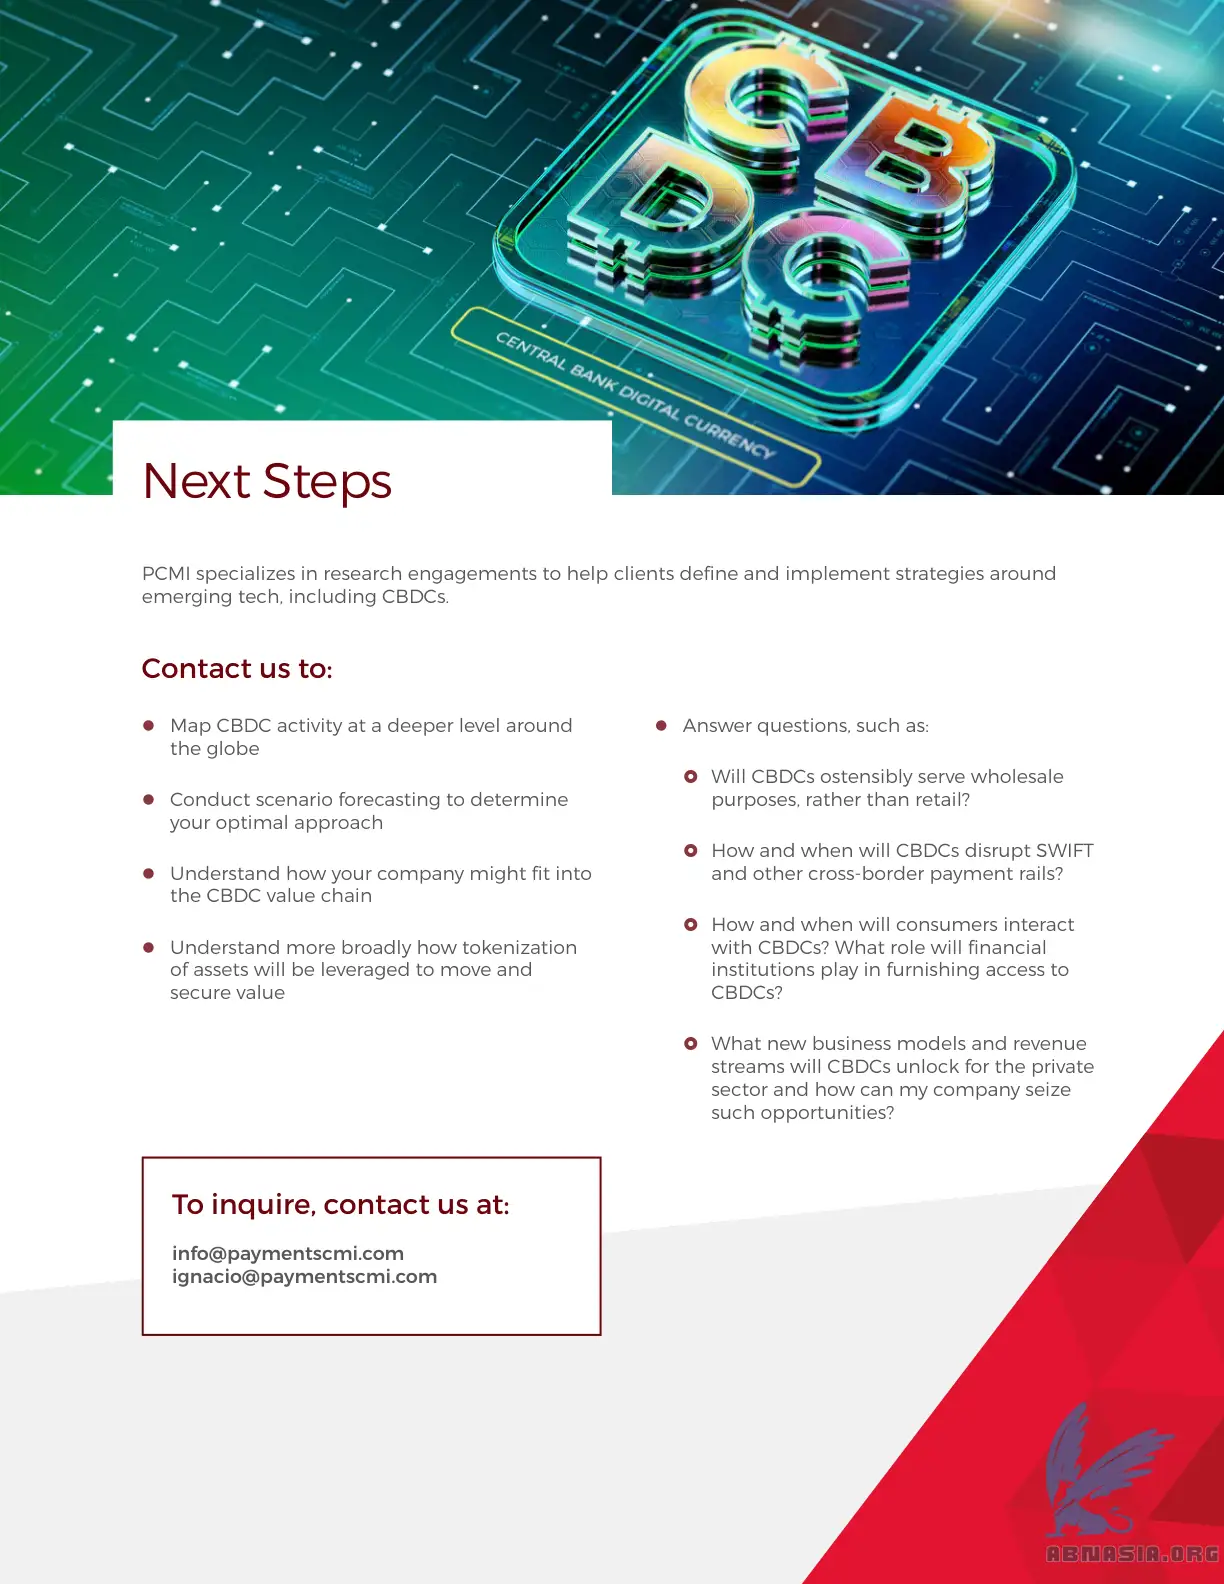 CBDC
CENTRAL BANK DIGITAL CURRENCY
Next Steps
PCMI specializes in research engagements to help clients define and implement strategies around
emerging tech, including CBDCs.
Contact us to:
Map CBDC activity at a deeper level around
the globe
Conduct scenario forecasting to determine
your optimal approach
Understand how your company might fit into
the CBDC value chain
Understand more broadly how tokenization
of assets will be leveraged to move and
secure value
Answer questions, such as:
Will CBDCs ostensibly serve wholesale
purposes, rather than retail?
How and when will CBDCs disrupt SWIFT
and other cross-border payment rails?
How and when will consumers interact
with CBDCs? What role will financial
institutions play in furnishing access to
CBDCs?
What new business models and revenue
streams will CBDCs unlock for the private
sector and how can my company seize
such opportunities?
To inquire, contact us at:
info@paymentscmi.com
ignacio@paymentscmi.com
ABNASIA.ORG